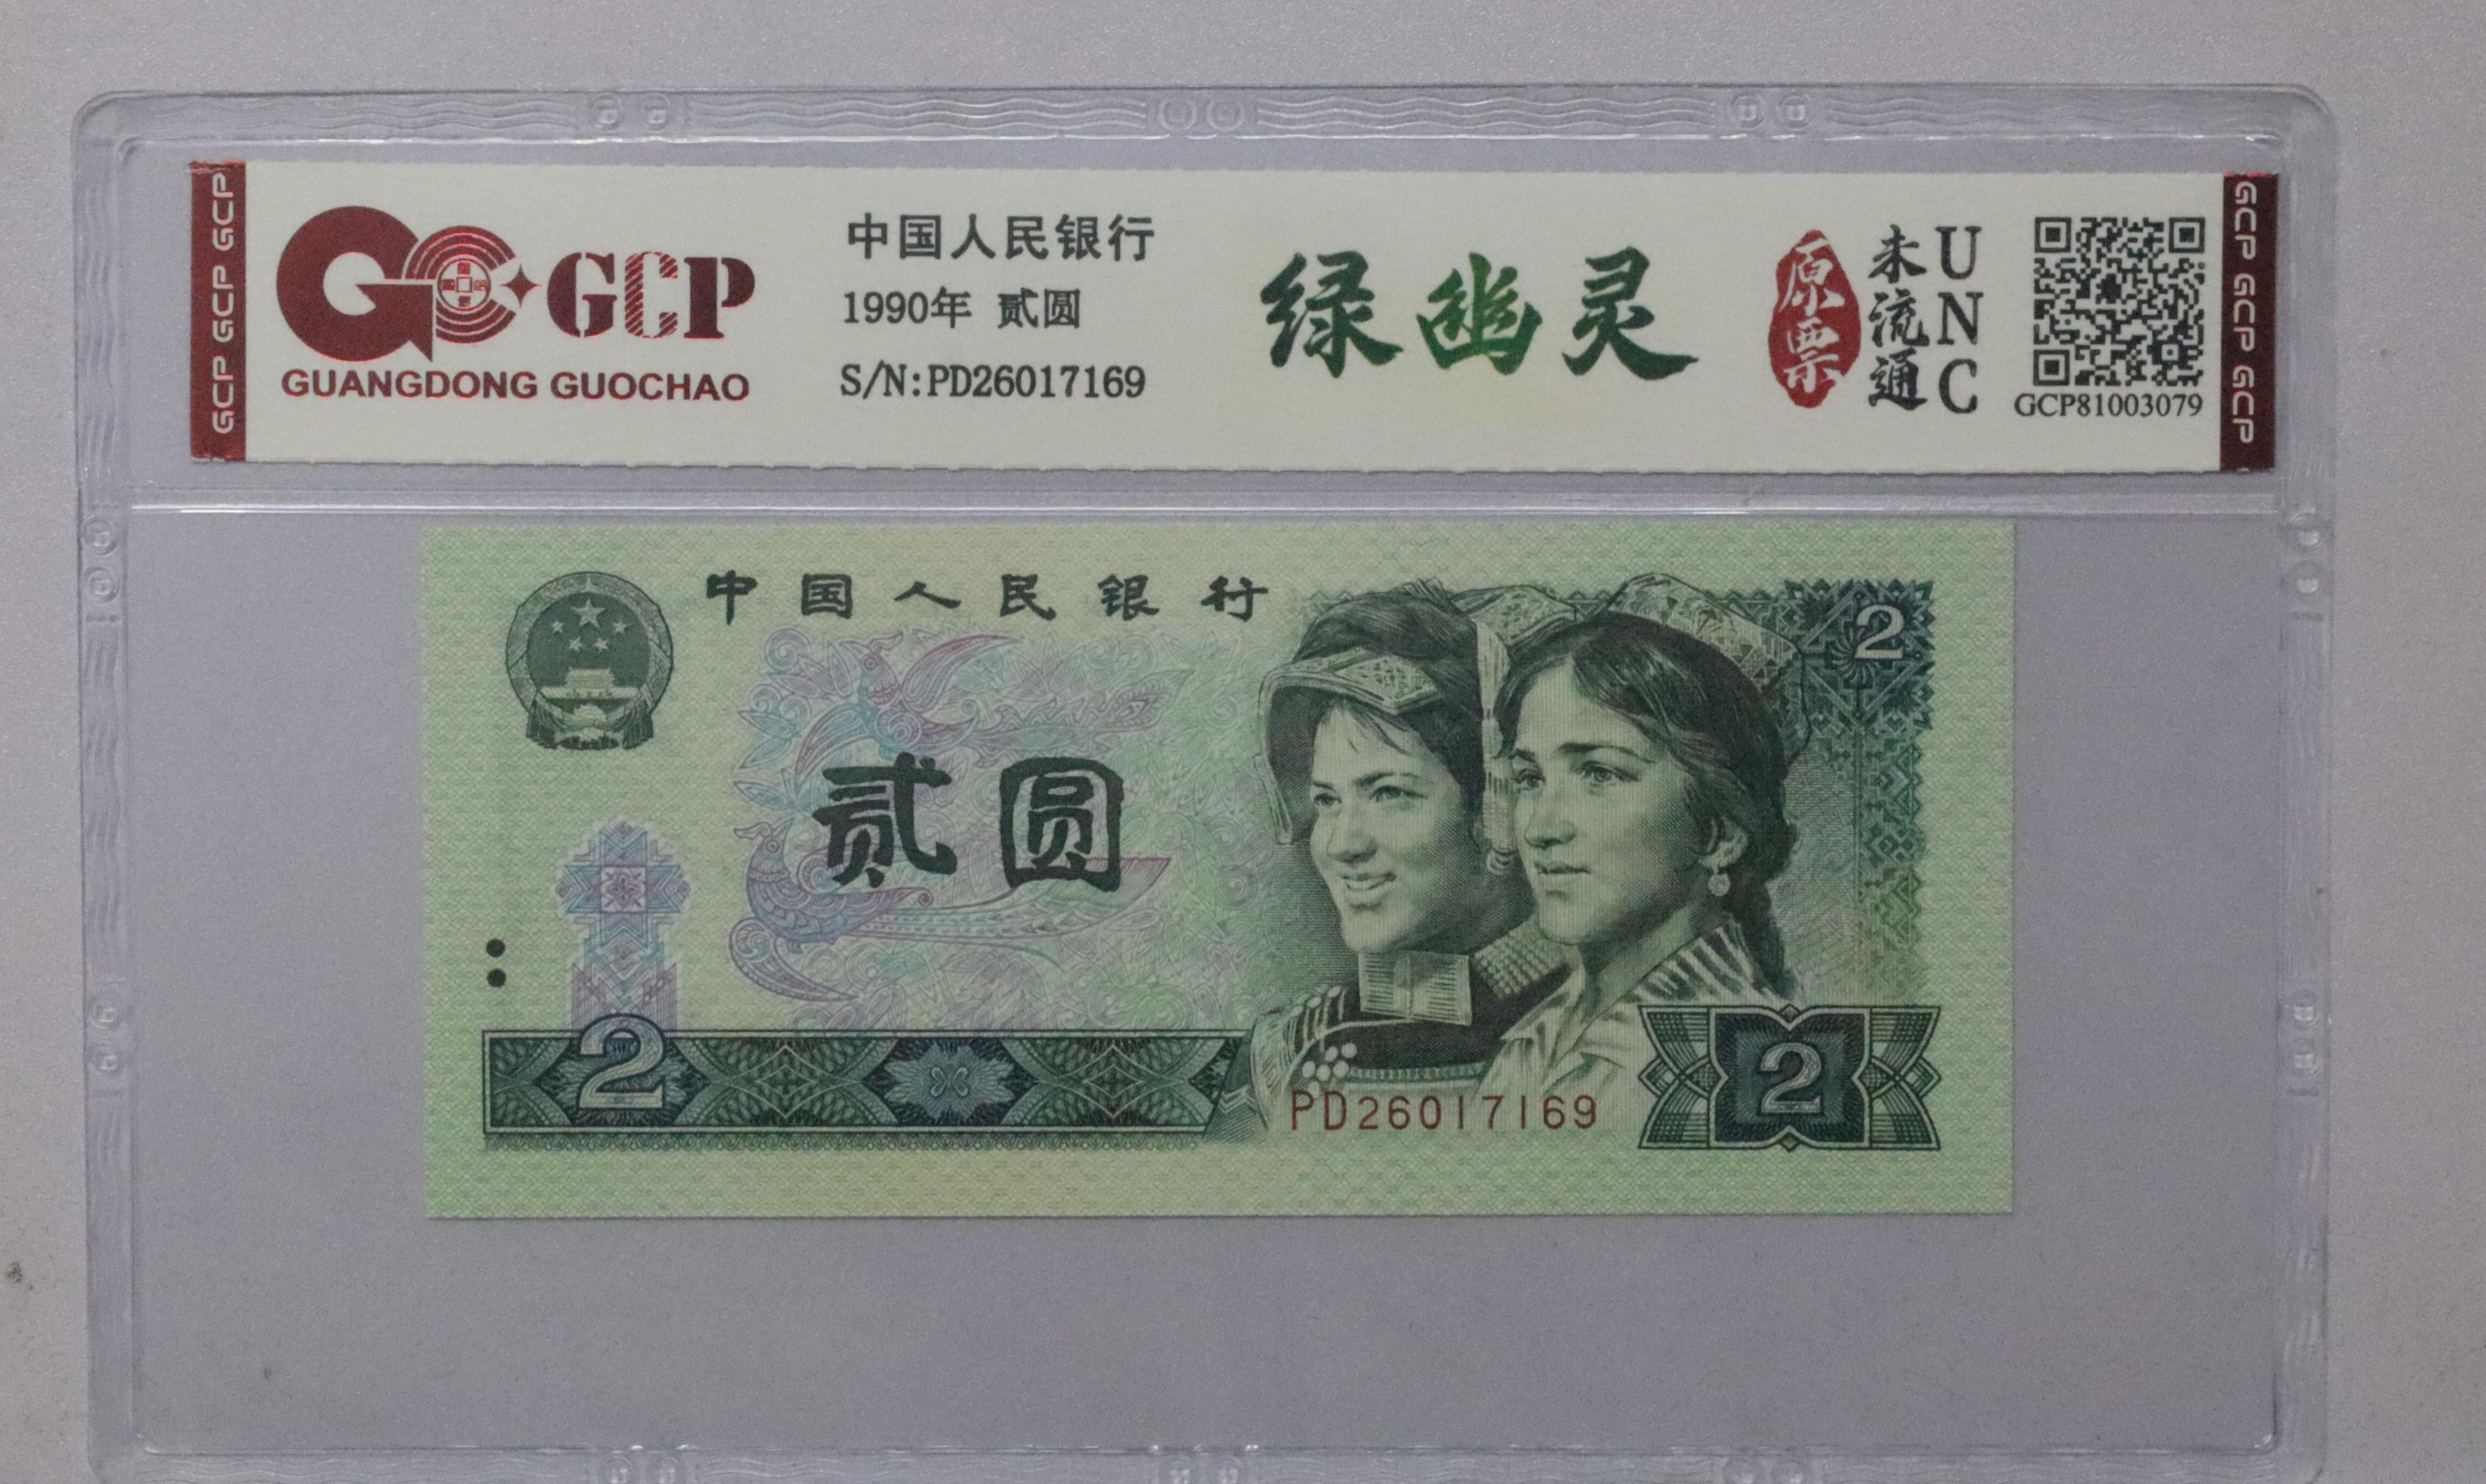 GCP GCP GCP
GCP
GUANGDONG GUOCHAO
中国人民银行
1990年 贰圆
S/N:PD26017169
绿幽灵
原票
未流通
UNC
GCP81003079
GCP GCP GCP
中国人民银行
2
贰圆
2
PD26017169
2